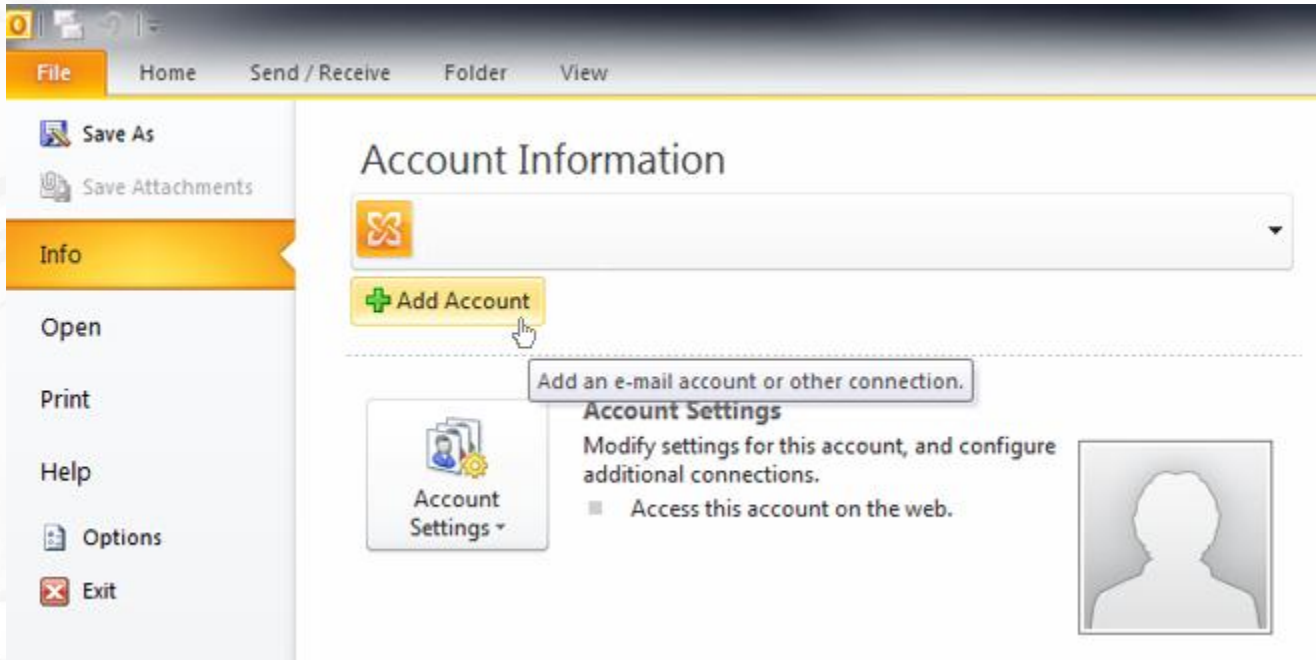 File Home Send / Receive Folder View
Save As
Save Attachments
Info
Open
Print
Help
Options
Exit
Account Information
Add Account
Add an e-mail account or other connection.
Account
Settings
Account Settings
Modify settings for this account, and configure
additional connections.
Access this account on the web.